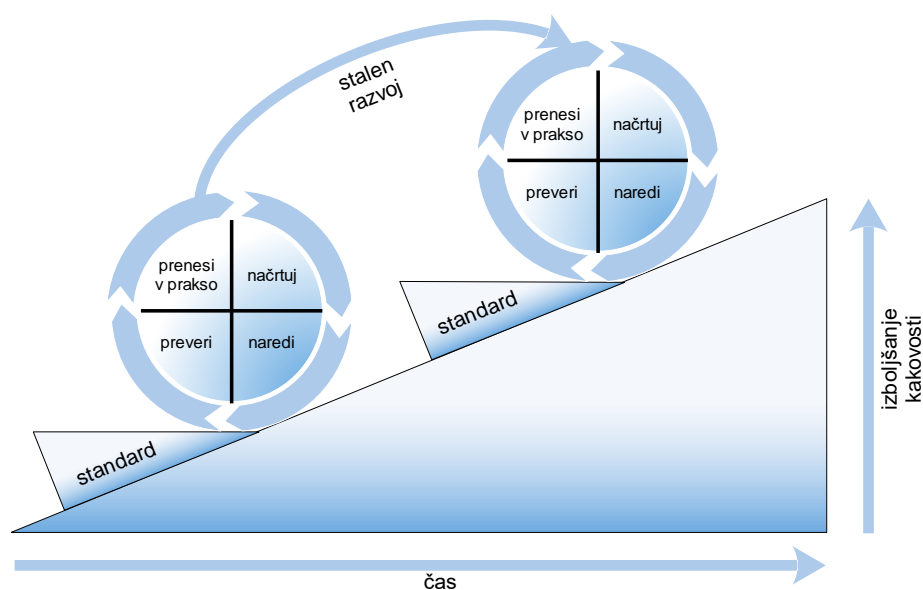 stalen
razvoj
prenesi
v prakso
načrtuj
preveri
naredi
prenesi
v prakso
načrtuj
preveri
naredi
standard
standard
izboljšanje
kakovosti
čas